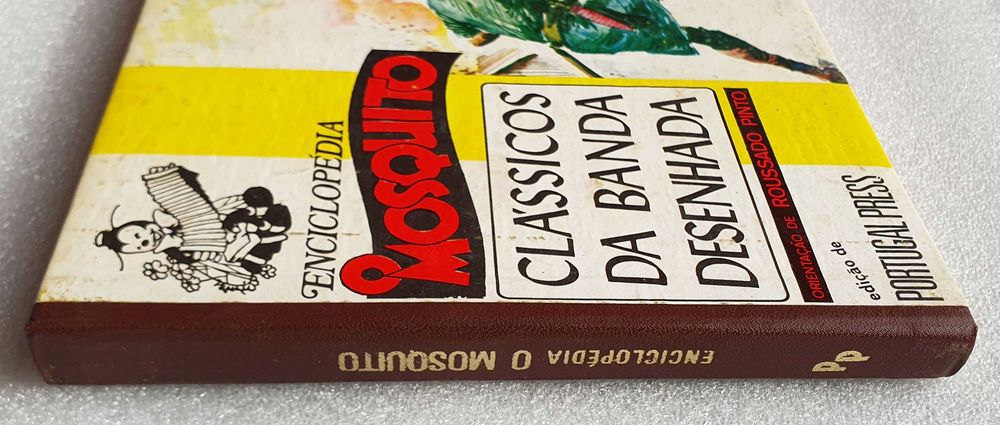 ENCICLOPÉDIA
O MOSQUITO
CLÁSSICOS
DA BANDA
DESENHADA
ORIENTAÇÃO DE ROUSSADO PINTO
edição de
PORTUGAL PRESS
ENCICLOPÉDIA O MOSQUITO
PP